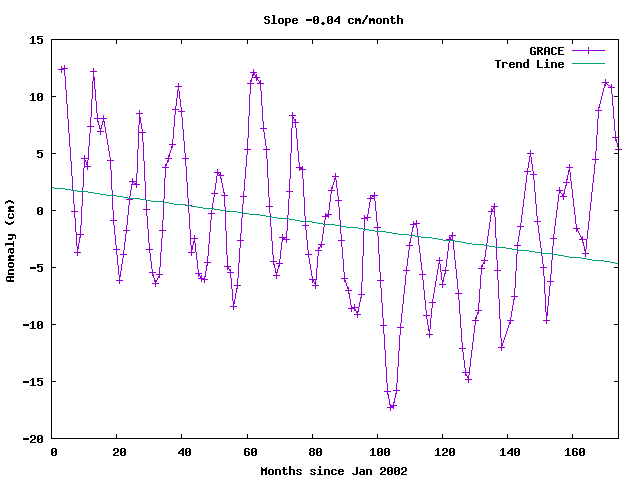 Slope -0.04 cm/month
GRACE
Trend Line
15
10
5
0
-5
-10
-15
-20
Anomaly (cm)
0 20 40 60 80 100 120 140 160
Months since Jan 2002